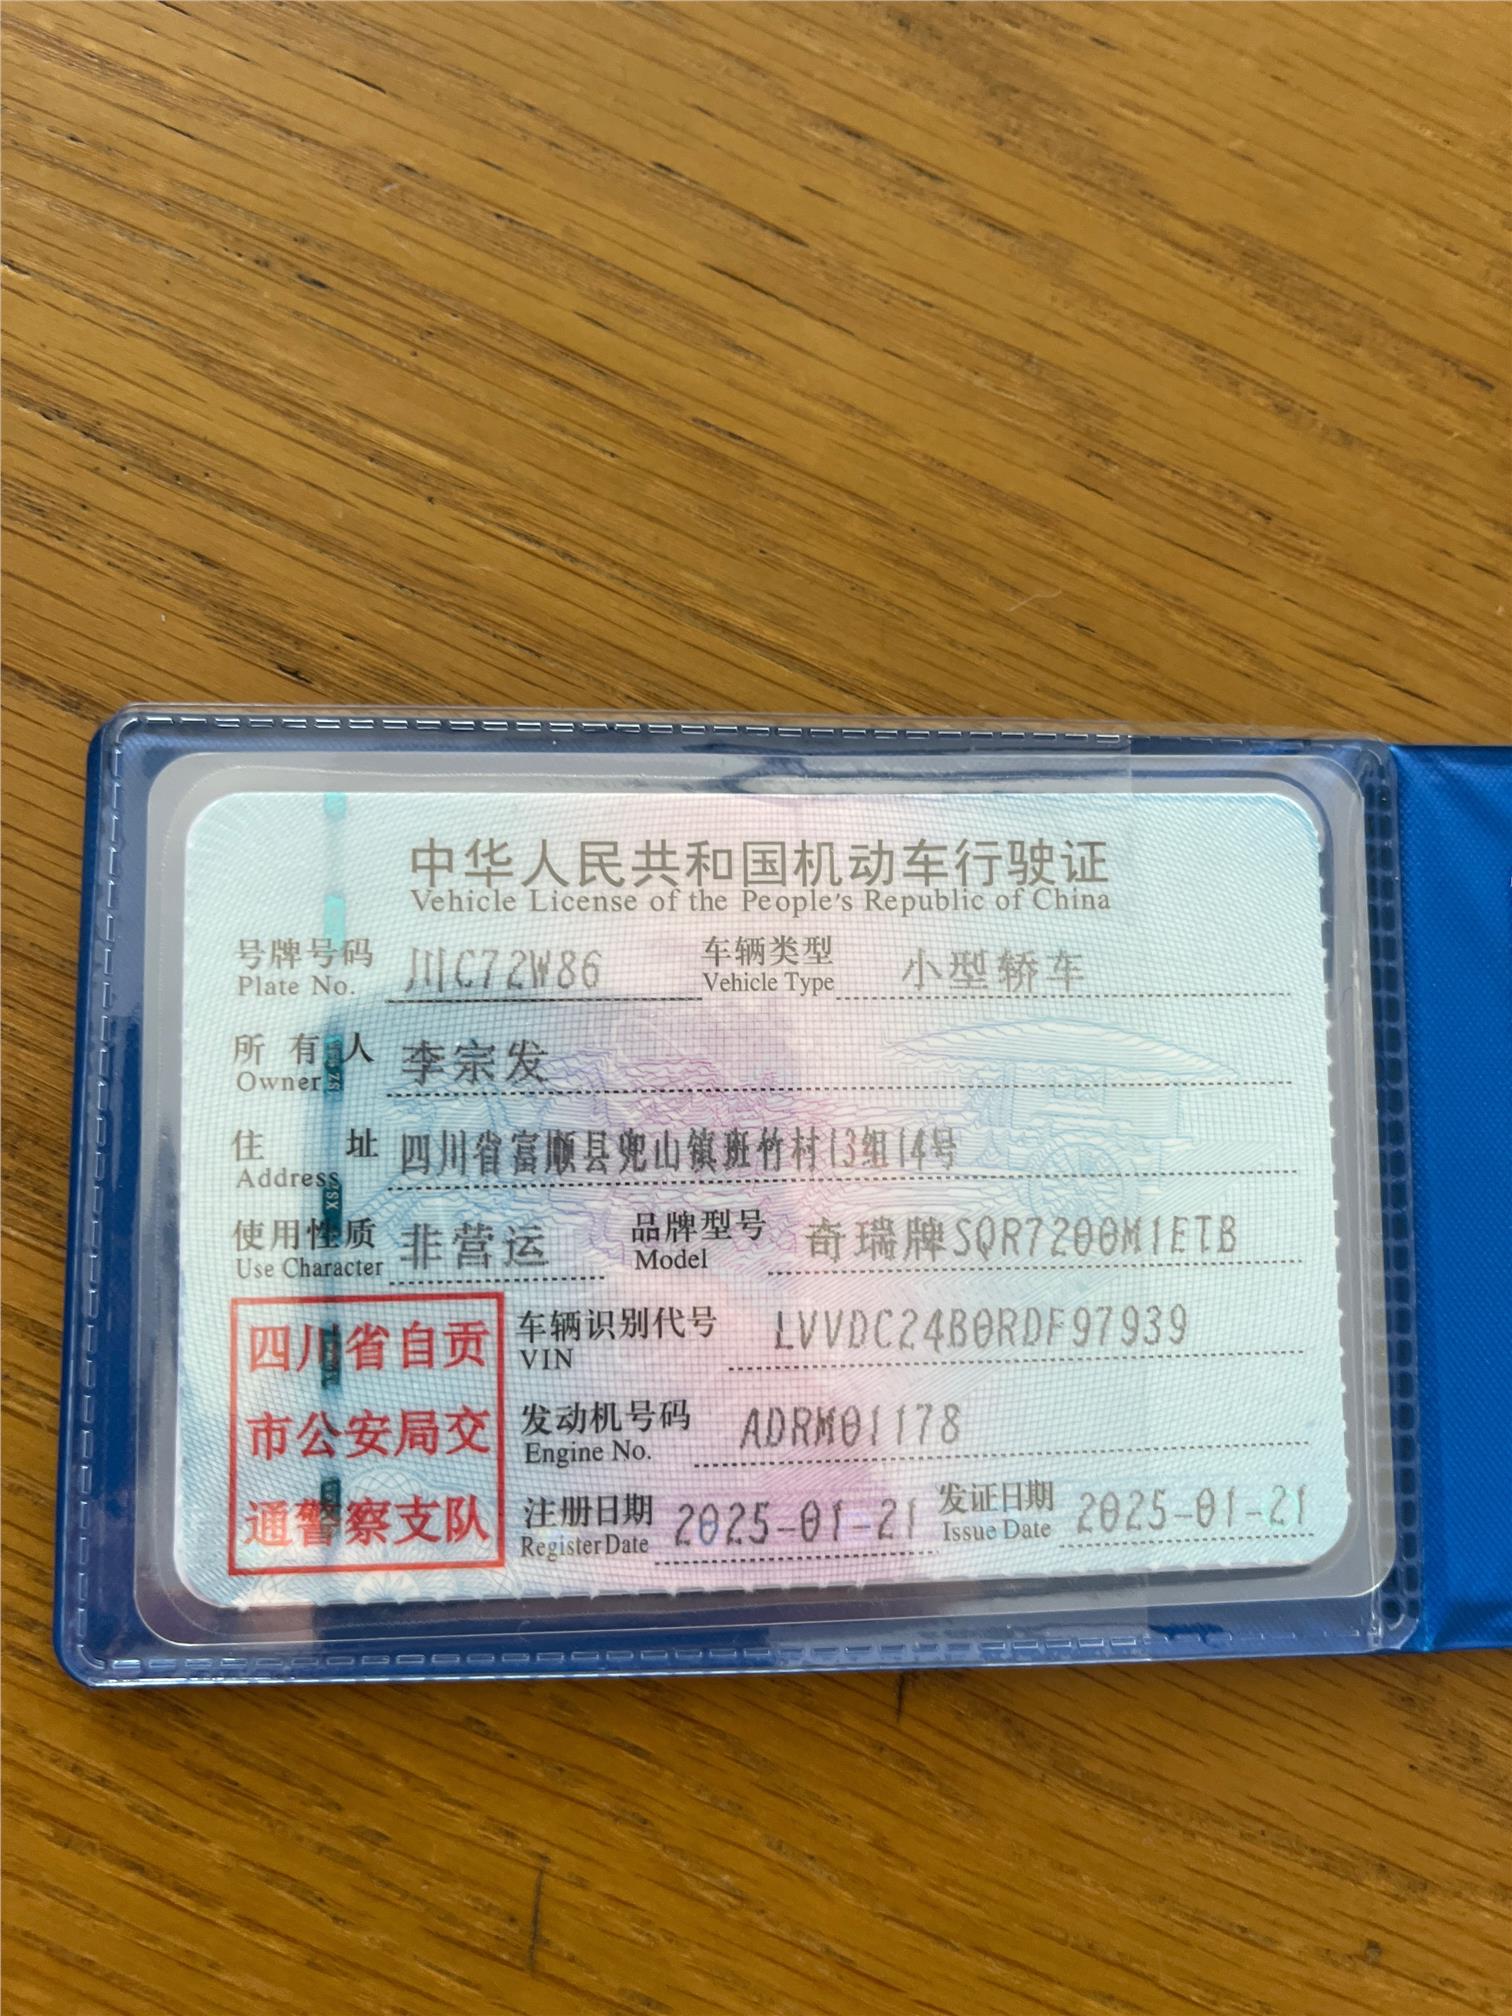 中华人民共和国机动车行驶证
Vehicle License of the People's Republic of China
号牌号码 川C72W86 车辆类型 小型轿车
Plate No. Vehicle Type
所有人 李宗发
Owner
住址 四川省富顺县兜山镇斑竹村13组14号
Address
使用性质 非营运 品牌型号 奇瑞牌SQR7200M1ETB
Use Character Model
车辆识别代号 LVVDC24B0RDF97939
VIN
发动机号码 ADRM01178
Engine No.
注册日期 2025-01-21 发证日期 2025-01-21
Register Date Issue Date
四川省自贡
市公安局交
通警察支队